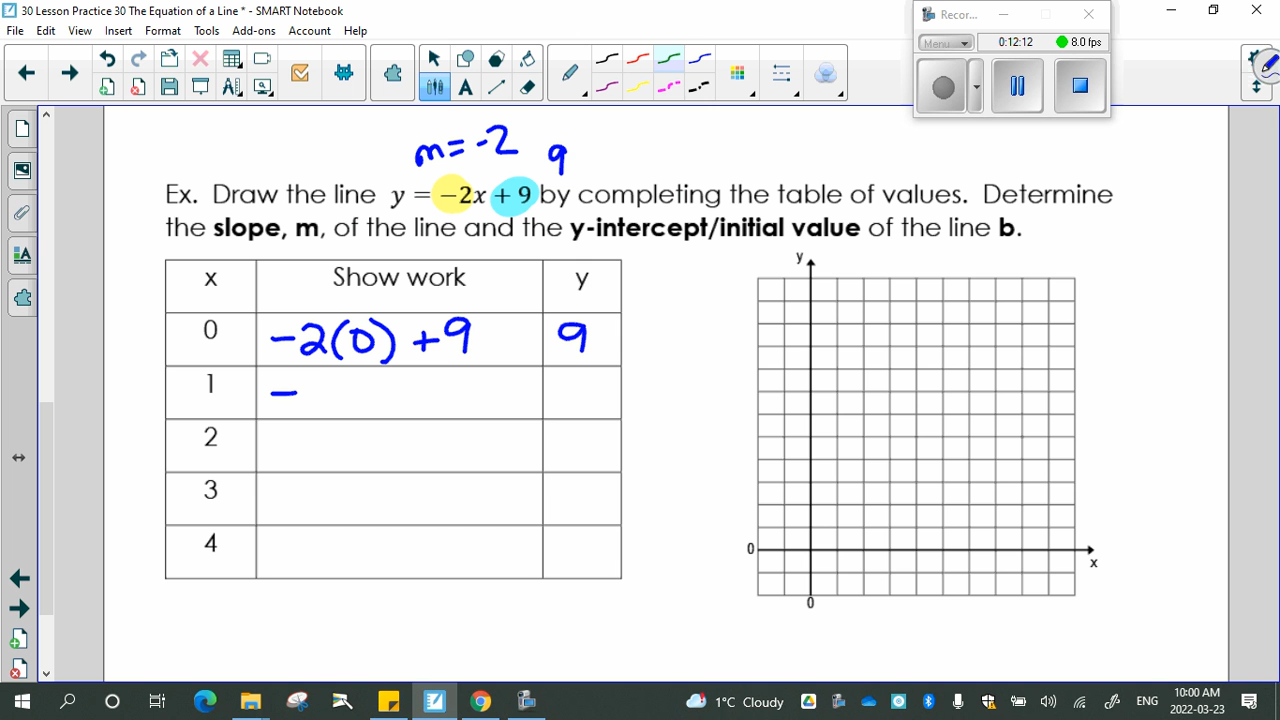 30 Lesson Practice 30 The Equation of a Line * - SMART Notebook
Recor...
File Edit View Insert Format Tools Add-ons Account Help
Menu 0:12:12 8.0 fps
m = -2 9
Ex. Draw the line y = −2x + 9 by completing the table of values. Determine
the slope, m, of the line and the y-intercept/initial value of the line b.
x Show work y
0 -2(0) +9 9
1 -
2
3
4
y
0
x
0
1°C Cloudy
ENG
10:00 AM
2022-03-23